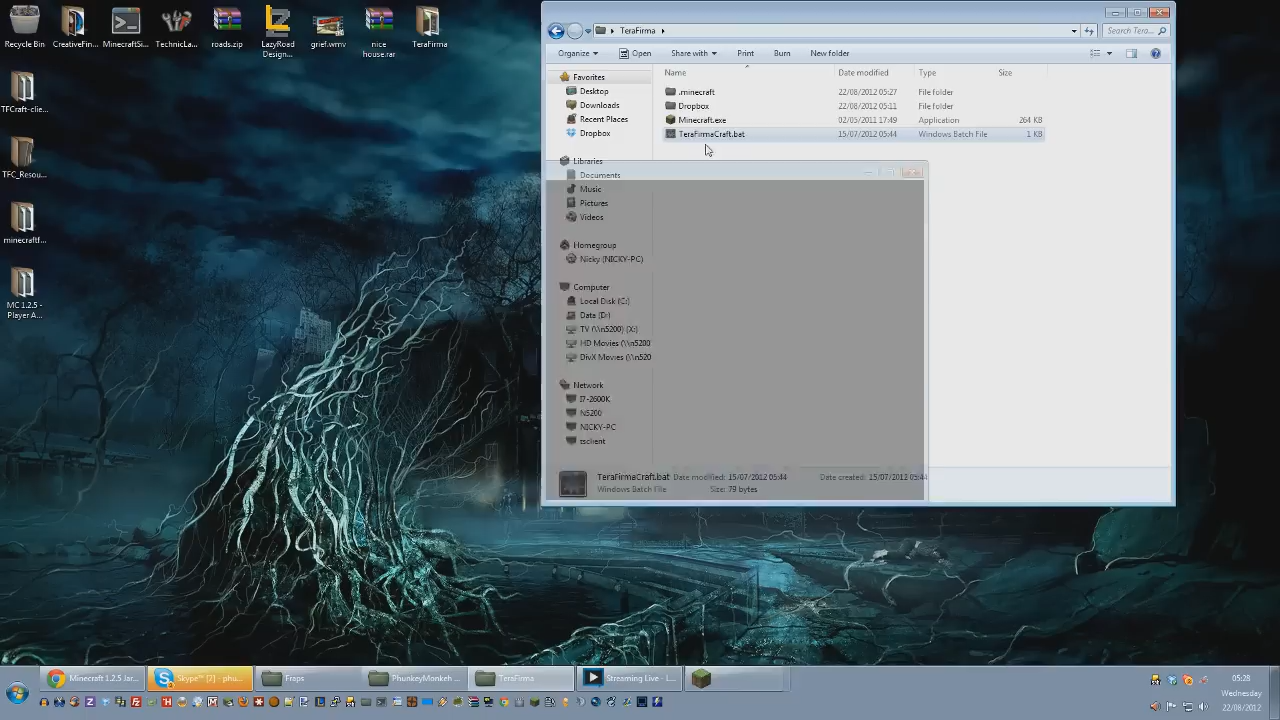 Recycle Bin
CreativeFin...
MinecraftSi...
TechnicLa...
roads.zip
LazyRoad Design...
grief.wmv
nice house.rar
TeraFirma
TFCraft-clie...
TFC_Resou...
minecraftf...
MC 1.2.5 - Player A...
TeraFirma
Search Tera...
Organize
Open
Share with
Print
Burn
New folder
Favorites
Desktop
Downloads
Recent Places
Dropbox
Libraries
Documents
Music
Pictures
Videos
Homegroup
Nicky (NICKY-PC)
Computer
Local Disk (C:)
Data (D:)
TV (\\n5200) (X:)
HD Movies (\\n5200
DivX Movies (\\n520
Network
I7-2600K
N5200
NICKY-PC
tsclient
Name Date modified Type Size
.minecraft 22/08/2012 05:27 File folder
Dropbox 22/08/2012 05:11 File folder
Minecraft.exe 02/05/2011 17:49 Application 264 KB
TeraFirmaCraft.bat 15/07/2012 05:44 Windows Batch File 1 KB
TeraFirmaCraft.bat Date modified: 15/07/2012 05:44 Date created: 15/07/2012 05:44
Windows Batch File Size: 79 bytes
Minecraft 1.2.5 Jar...
Skype™ [2] - phu...
Fraps
PhunkeyMonkeh ...
TeraFirma
Streaming Live - L...
05:28
Wednesday
22/08/2012